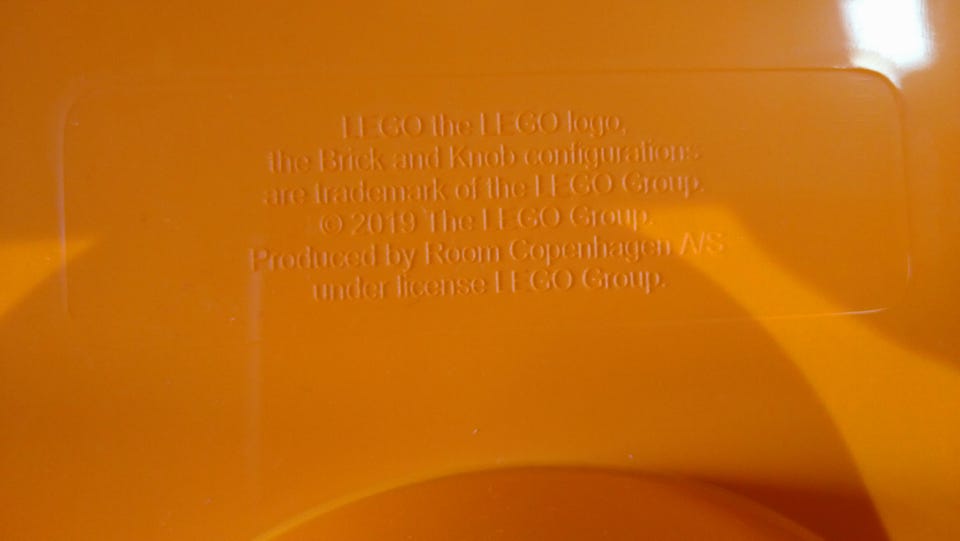 LEGO the LEGO logo,
the Brick and Knob configurations
are trademark of the LEGO Group.
© 2019 The LEGO Group.
Produced by Room Copenhagen A/S
under license LEGO Group.